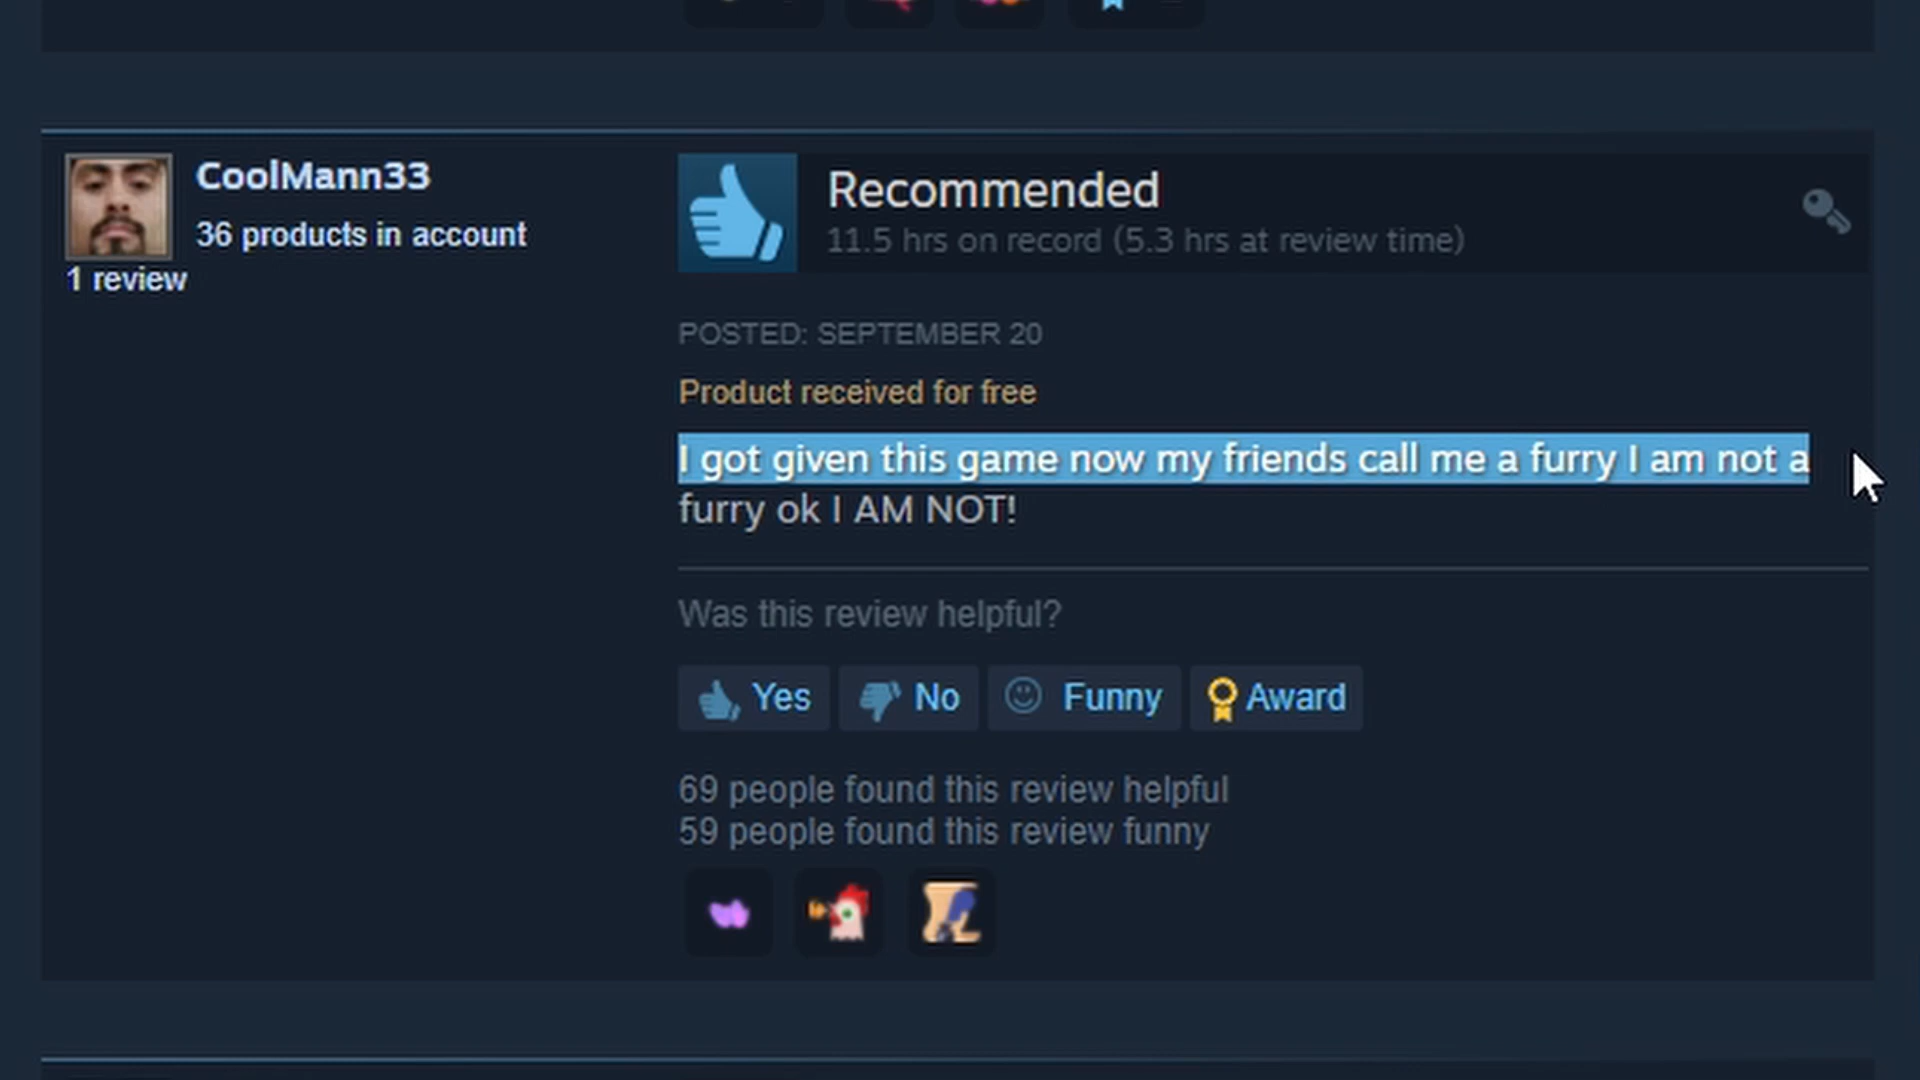 CoolMann33
36 products in account
1 review
Recommended
11.5 hrs on record (5.3 hrs at review time)
POSTED: SEPTEMBER 20
Product received for free
I got given this game now my friends call me a furry I am not a
furry ok I AM NOT!
Was this review helpful?
Yes
No
Funny
Award
69 people found this review helpful
59 people found this review funny